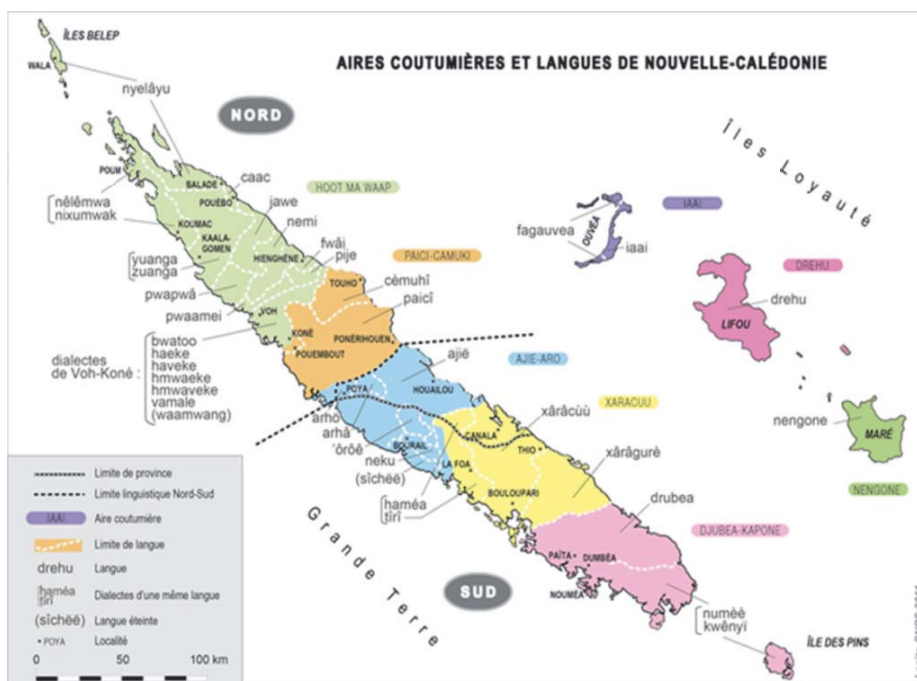 AIRES COUTUMIÈRES ET LANGUES DE NOUVELLE-CALÉDONIE
ÎLES BELEP
WALA
nyelâyu
NORD
Îles Loyauté
POUM
BALADE
caac
HOOT MA WAAP
POUÉBO
jawe
nêlêmwa
nixumwak
KOUMAC
nemi
KAALA-
GOMEN
HIENGHÈNE
fwâi
pije
yuanga
zuanga
PAICI-CAMUKI
TOUHO
cèmuhî
pwapwâ
paicî
pwaamei
VOH
KONÉ
PONÉRIHOUEN
POUEMBOUT
dialectes
de Voh-Koné :
bwatoo
haeke
haveke
hmwaeke
hmwaveke
vamale
(waamwang)
IAAI
fagauvea
OUVÉA
iaai
DREHU
drehu
LIFOU
nengone
MARÉ
NENGONE
ajië
AJIE-ARO
POYA
HOUAILOU
XARACUU
arhö
arhâ
'ôrôê
xârâcùù
CANALA
BOURAIL
THIO
neku
(sîchëë)
LA FOA
xârâgurè
haméa
tîrî
BOULOUPARI
drubea
DJUBEA-KAPONE
PAÏTA
DUMBÉA
NOUMÉA
Grande Terre
SUD
numèè
kwênyï
ÎLE DES PINS
Limite de province
Limite linguistique Nord-Sud
IAAI
Aire coutumière
Limite de langue
drehu
Langue
haméa
tîrî
Dialectes d'une même langue
(sîchëë)
Langue éteinte
POYA
Localité
0 50 100 km